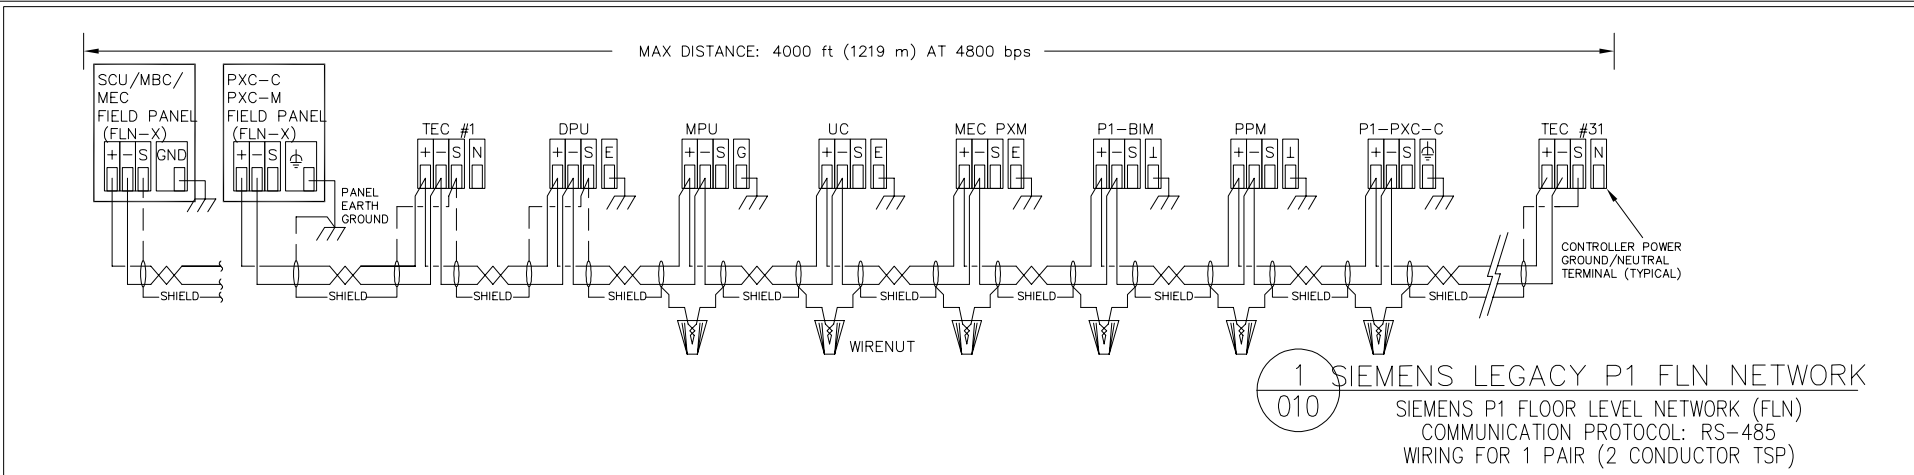 MAX DISTANCE: 4000 ft (1219 m) AT 4800 bps
SCU/MBC/
MEC
FIELD PANEL
(FLN-X)
+ - S GND
PXC-C
PXC-M
FIELD PANEL
(FLN-X)
+ - S
PANEL
EARTH
GROUND
TEC #1
+ - S N
DPU
+ - S E
MPU
+ - S G
UC
+ - S E
MEC PXM
+ - S E
P1-BIM
+ - S
PPM
+ - S
P1-PXC-C
+ - S
TEC #31
+ - S N
CONTROLLER POWER
GROUND/NEUTRAL
TERMINAL (TYPICAL)
SHIELD
SHIELD
SHIELD
SHIELD
SHIELD
SHIELD
SHIELD
SHIELD
SHIELD
SHIELD
WIRENUT
1
010
SIEMENS LEGACY P1 FLN NETWORK
SIEMENS P1 FLOOR LEVEL NETWORK (FLN)
COMMUNICATION PROTOCOL: RS-485
WIRING FOR 1 PAIR (2 CONDUCTOR TSP)